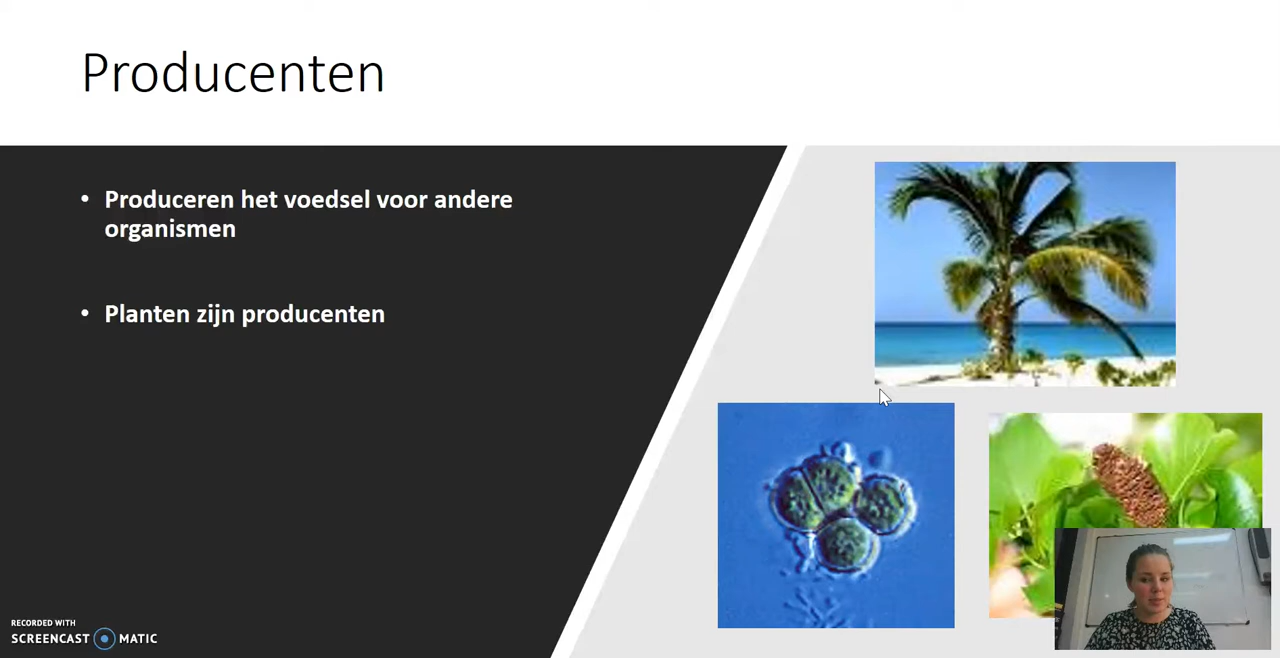 Producenten
• Produceren het voedsel voor andere
organismen
• Planten zijn producenten
RECORDED WITH
SCREENCAST MATIC